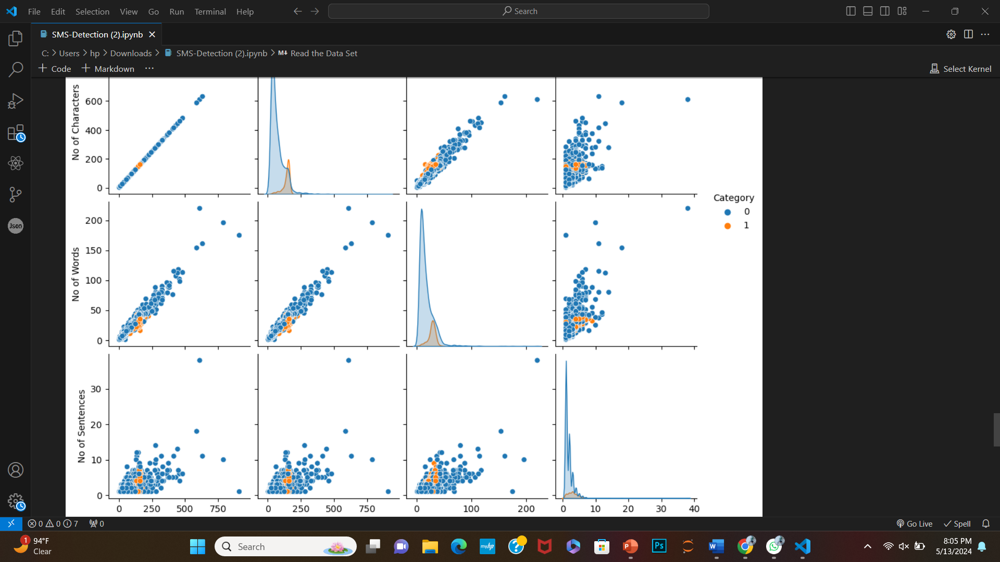 File Edit Selection View Go Run Terminal Help
Search
SMS-Detection (2).ipynb
C: > Users > hp > Downloads > SMS-Detection (2).ipynb > M↓ Read the Data Set
+ Code + Markdown ···
Select Kernel
Json
No of Characters
600
400
200
0
Category
0
1
No of Words
200
150
100
50
0
No of Sentences
30
20
10
0
0 250 500 750
0 250 500 750
0 100 200
0 10 20 30 40
0 0 7 0
Go Live Spell
1
94°F
Clear
Search
myhp
?
Ps
P
W
8:05 PM
5/13/2024